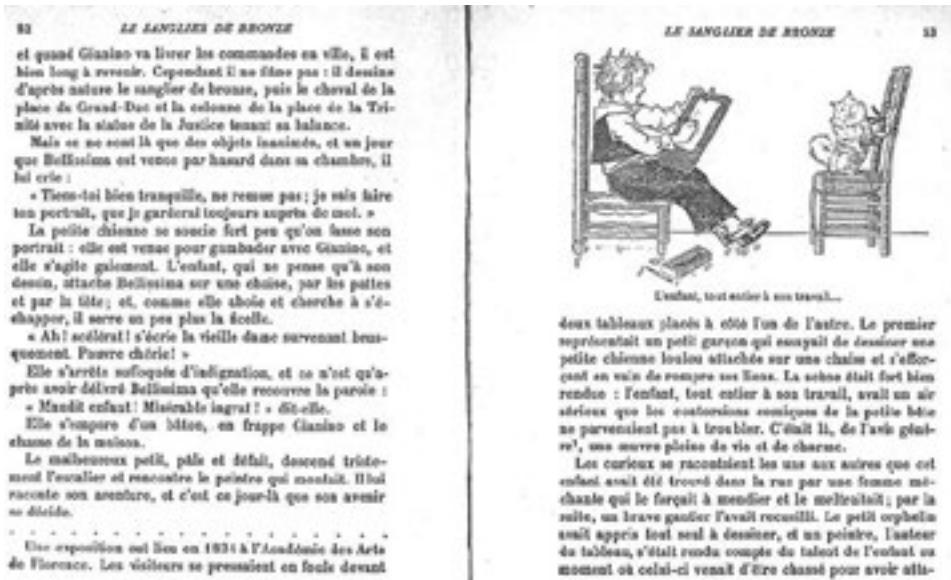 52 LE SANGLIER DE BRONZE
et quand Gianino va livrer les commandes en ville, il est
bien long à revenir. Cependant il ne flâne pas : il dessine
d'après nature le sanglier de bronze, puis le cheval de la
place du Grand-Duc et la colonne de la place de la Tri-
nité avec la statue de la Justice tenant sa balance.
Mais ce ne sont là que des objets inanimés, et un jour
que Bellissima est venue par hasard dans sa chambre, il
lui crie :
« Tiens-toi bien tranquille, ne remue pas ; je vais faire
ton portrait, que je garderai toujours auprès de moi. »
La petite chienne se soucie fort peu qu'on fasse son
portrait : elle est venue pour gambader avec Gianino, et
elle s'agite gaiement. L'enfant, qui ne pense qu'à son
dessin, attache Bellissima sur une chaise, par les pattes
et par la tête ; et, comme elle aboie et cherche à s'é-
chapper, il serre un peu plus la ficelle.
« Ah ! scélérat ! s'écrie la vieille dame survenant brus-
quement. Pauvre chérie ! »
Elle s'arrête suffoquée d'indignation, et ce n'est qu'a-
près avoir délivré Bellissima qu'elle recouvre la parole :
« Maudit enfant ! Misérable ingrat ! » dit-elle.
Elle s'empare d'un bâton, en frappe Gianino et le
chasse de la maison.
Le malheureux petit, pâle et défait, descend triste-
ment l'escalier et rencontre le peintre qui montait. Il lui
raconte son aventure, et c'est ce jour-là que son avenir
se décide.
. . . . . . . . . . . . . . . .
Une exposition eut lieu en 1834 à l'Académie des Arts
de Florence. Les visiteurs se pressaient en foule devant
LE SANGLIER DE BRONZE 53
L'enfant, tout entier à son travail...
deux tableaux placés à côté l'un de l'autre. Le premier
représentait un petit garçon qui essayait de dessiner une
petite chienne loulou attachée sur une chaise et s'effor-
çant en vain de rompre ses liens. La scène était fort bien
rendue : l'enfant, tout entier à son travail, avait un air
sérieux que les contorsions comiques de la petite bête
ne parvenaient pas à troubler. C'était là, de l'avis géné-
ral, une œuvre pleine de vie et de charme.
Les curieux se racontaient les uns aux autres que cet
enfant avait été trouvé dans la rue par une femme mé-
chante qui le forçait à mendier et le maltraitait ; par la
suite, un brave gantier l'avait recueilli. Le petit orphelin
avait appris tout seul à dessiner, et un peintre, l'auteur
du tableau, s'était rendu compte du talent de l'enfant au
moment où celui-ci venait d'être chassé pour avoir atta-